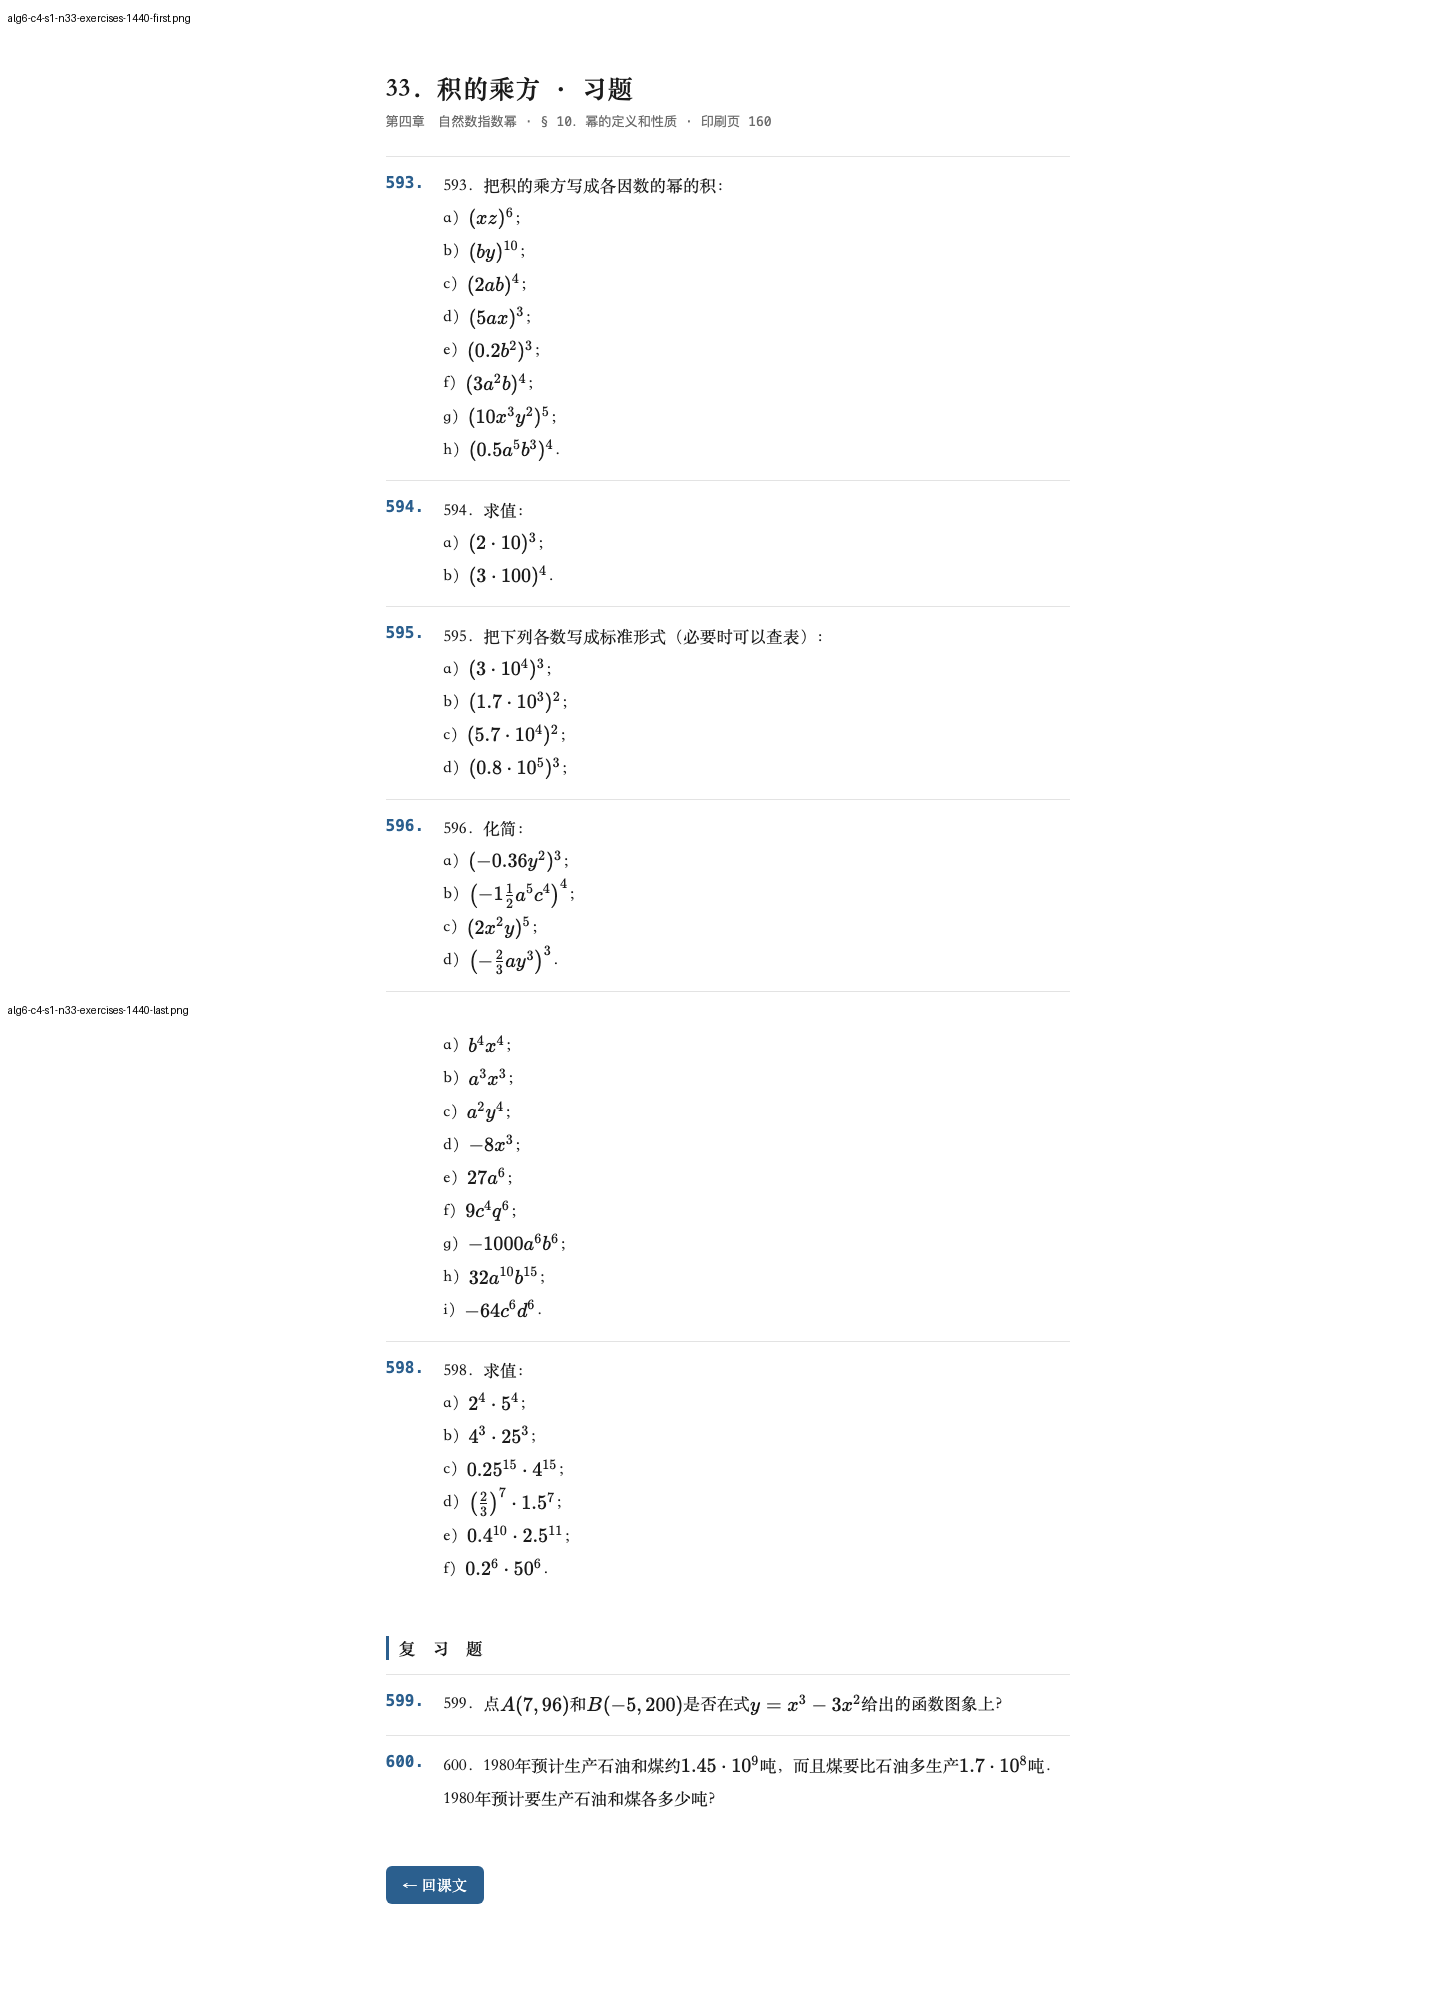 alg6-c4-s1-n33-exercises-1440-first.png
33. 积的乘方 · 习题
第四章 自然数指数幂 · § 10. 幂的定义和性质 · 印刷页 160
593. 593. 把积的乘方写成各因数的幂的积：
a) (xz)^6；
b) (by)^10；
c) (2ab)^4；
d) (5ax)^3；
e) (0.2b^2)^3；
f) (3a^2b)^4；
g) (10x^3y^2)^5；
h) (0.5a^5b^3)^4.
594. 594. 求值：
a) (2 · 10)^3；
b) (3 · 100)^4.
595. 595. 把下列各数写成标准形式（必要时可以查表）：
a) (3 · 10^4)^3；
b) (1.7 · 10^3)^2；
c) (5.7 · 10^4)^2；
d) (0.8 · 10^5)^3；
596. 596. 化简：
a) (−0.36y^2)^3；
b) (−1 1/2 a^5c^4)^4；
c) (2x^2y)^5；
d) (−2/3 ay^3)^3.
alg6-c4-s1-n33-exercises-1440-last.png
a) b^4x^4；
b) a^3x^3；
c) a^2y^4；
d) −8x^3；
e) 27a^6；
f) 9c^4q^6；
g) −1000a^6b^6；
h) 32a^10b^15；
i) −64c^6d^6.
598. 598. 求值：
a) 2^4 · 5^4；
b) 4^3 · 25^3；
c) 0.25^15 · 4^15；
d) (2/3)^7 · 1.5^7；
e) 0.4^10 · 2.5^11；
f) 0.2^6 · 50^6.
复 习 题
599. 599. 点A(7, 96)和B(−5, 200)是否在式y = x^3 − 3x^2给出的函数图象上？
600. 600. 1980年预计生产石油和煤约1.45 · 10^9吨，而且煤要比石油多生产1.7 · 10^8吨.
1980年预计要生产石油和煤各多少吨？
← 回课文